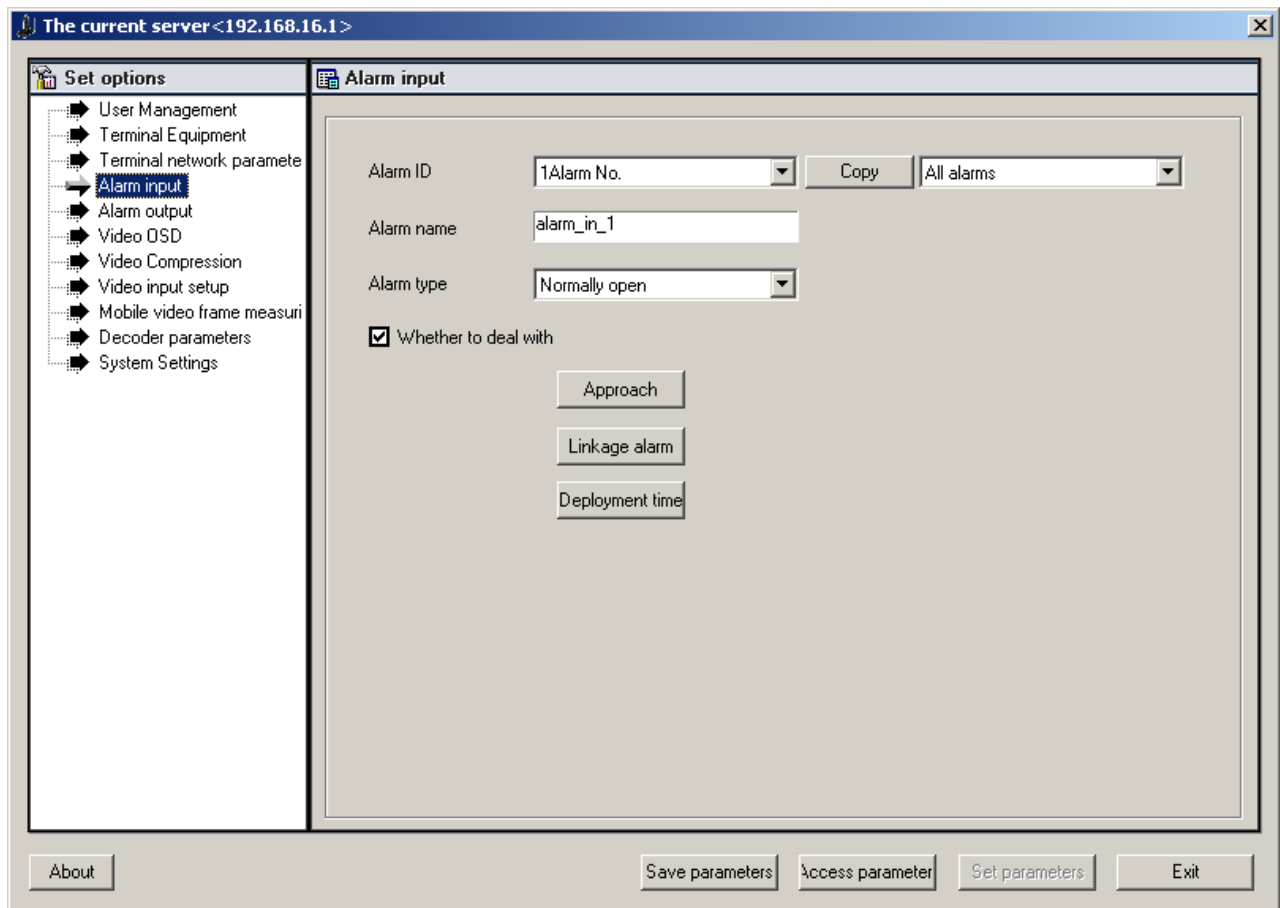 The current server<192.168.16.1>
Set options
User Management
Terminal Equipment
Terminal network paramete
Alarm input
Alarm output
Video OSD
Video Compression
Video input setup
Mobile video frame measuri
Decoder parameters
System Settings
Alarm input
Alarm ID 1Alarm No. Copy All alarms
Alarm name alarm_in_1
Alarm type Normally open
Whether to deal with
Approach
Linkage alarm
Deployment time
About Save parameters Access parameter Set parameters Exit